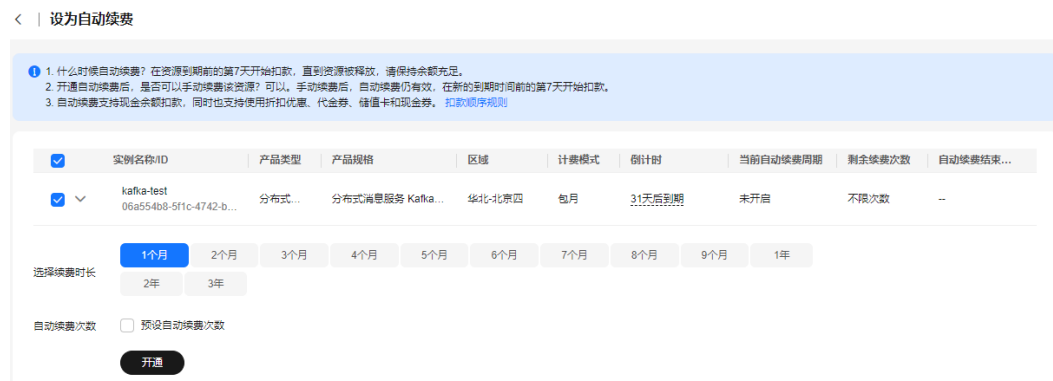 设为自动续费
1. 什么时候自动续费？在资源到期前的第7天开始扣款，直到资源被释放，请保持余额充足。
2. 开通自动续费后，是否可以手动续费该资源？可以。手动续费后，自动续费仍有效，在新的到期时间前的第7天开始扣款。
3. 自动续费支持现金余额扣款，同时也支持使用折扣优惠、代金券、储值卡和现金券。 扣款顺序规则
实例名称/ID 产品类型 产品规格 区域 计费模式 倒计时 当前自动续费周期 剩余续费次数 自动续费结束...
kafka-test
06a554b8-5f1c-4742-b... 分布式... 分布式消息服务 Kafka... 华北-北京四 包月 31天后到期 未开启 不限次数 --
选择续费时长 1个月 2个月 3个月 4个月 5个月 6个月 7个月 8个月 9个月 1年
2年 3年
自动续费次数 预设自动续费次数
开通